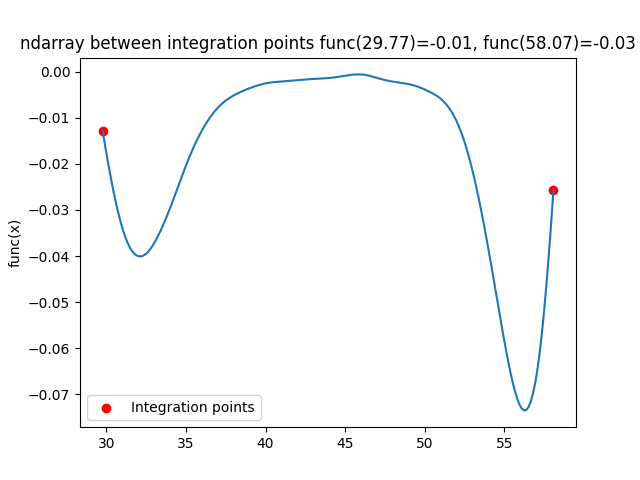 ndarray between integration points func(29.77)=-0.01, func(58.07)=-0.03
0.00
−0.01
−0.02
−0.03
−0.04
−0.05
−0.06
−0.07
func(x)
Integration points
30 35 40 45 50 55